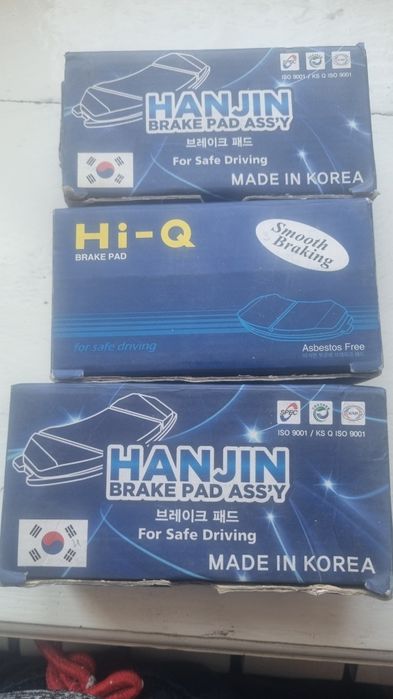 ISO 9001 / KS Q ISO 9001
HANJIN
BRAKE PAD ASS'Y
브레이크 패드
For Safe Driving
MADE IN KOREA
Hi-Q
BRAKE PAD
Smooth
Braking
for safe driving
Asbestos Free
SPEC
ISO 9001 / KS Q ISO 9001
HANJIN
BRAKE PAD ASS'Y
브레이크 패드
For Safe Driving
MADE IN KOREA